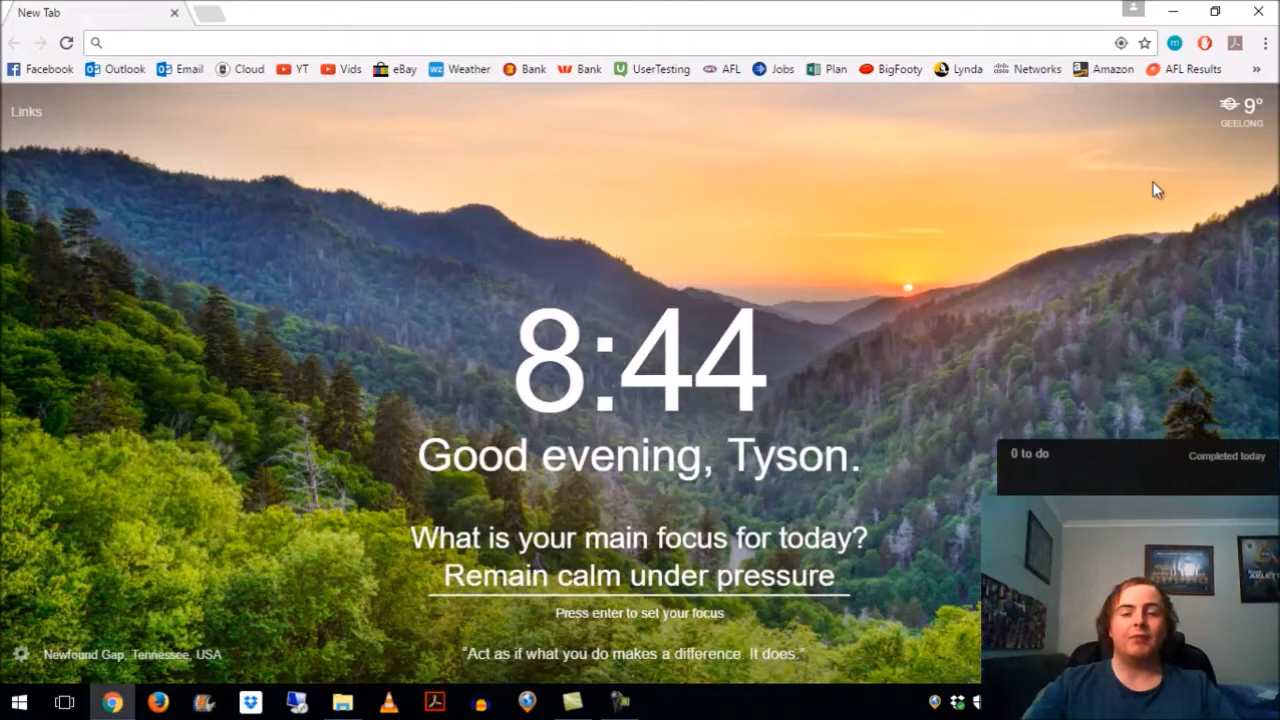 New Tab
Facebook Outlook Email Cloud YT Vids eBay Weather Bank Bank UserTesting AFL Jobs Plan BigFooty Lynda Networks Amazon AFL Results »
Links
9°
GEELONG
8:44
Good evening, Tyson.
0 to do Completed today
What is your main focus for today?
Remain calm under pressure
Press enter to set your focus
Newfound Gap, Tennessee, USA
"Act as if what you do makes a difference. It does."